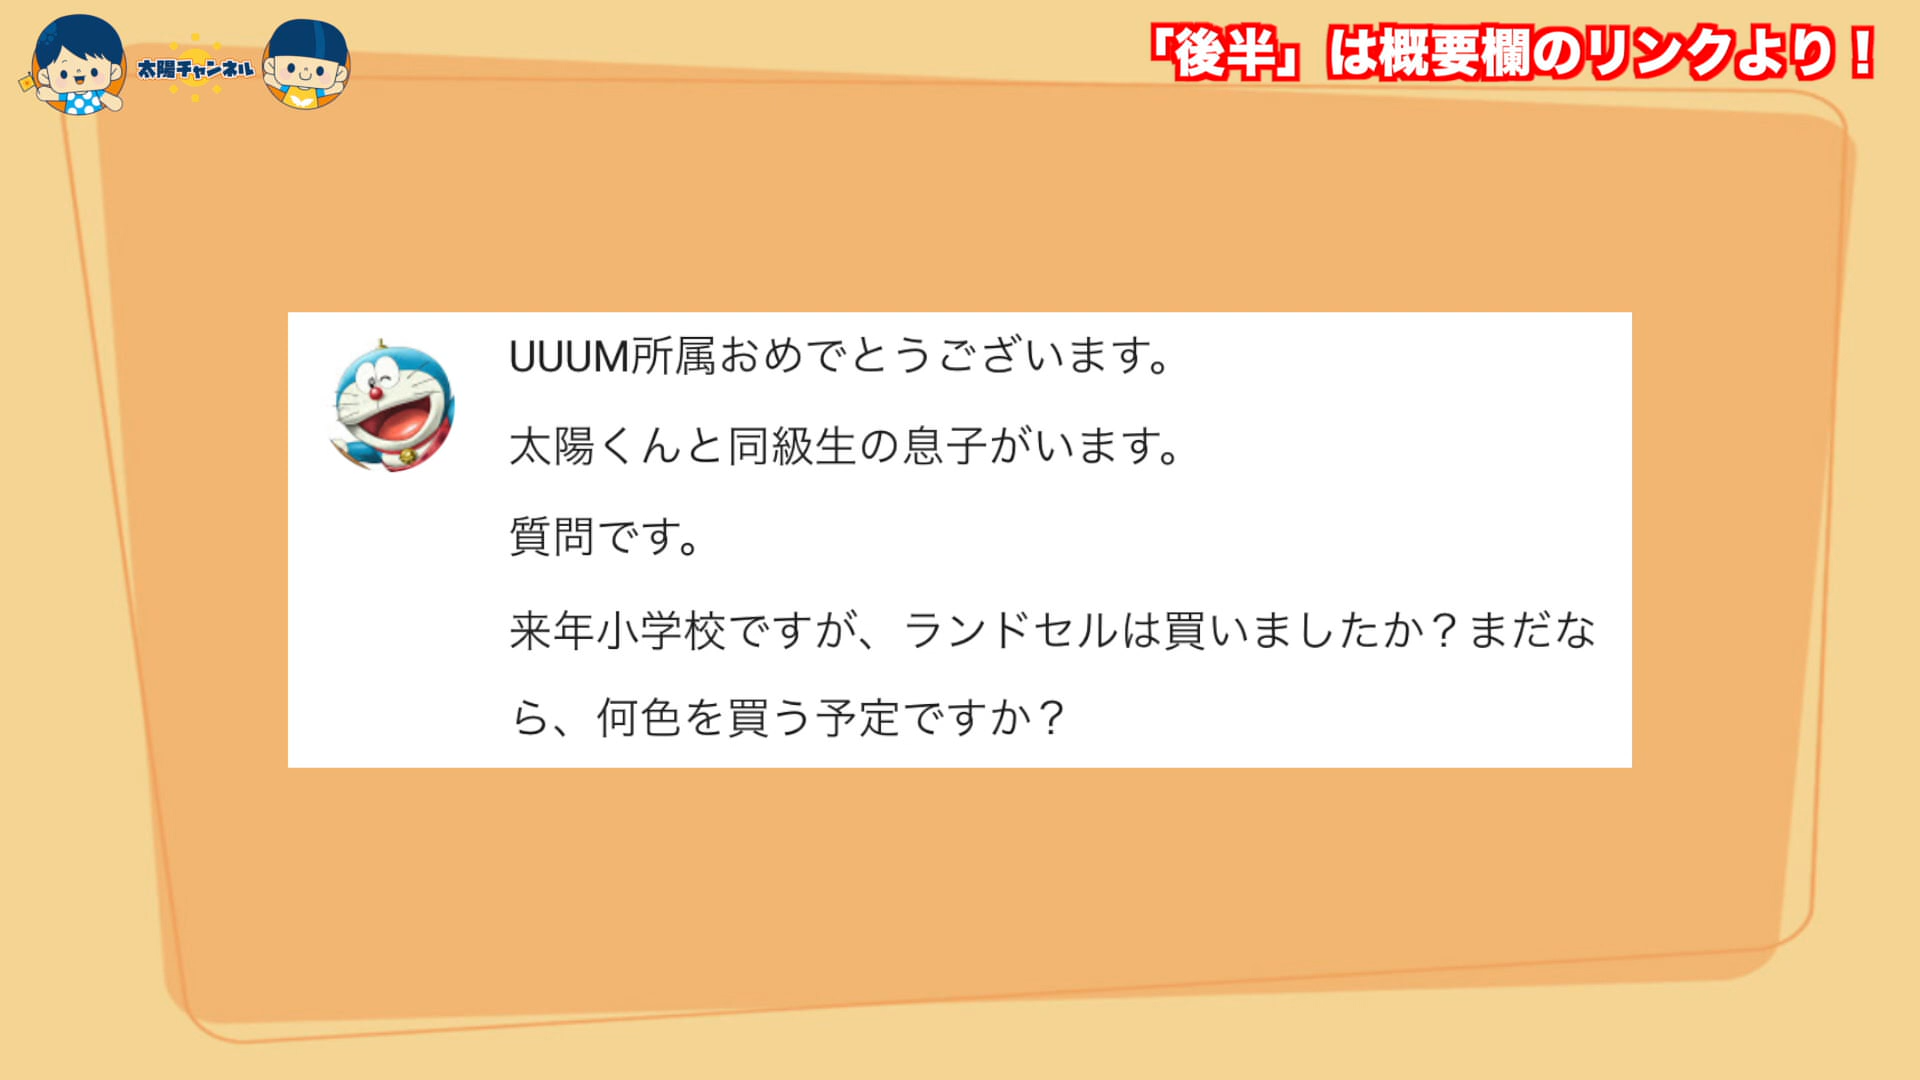 太陽チャンネル
「後半」は概要欄のリンクより！
UUUM所属おめでとうございます。
太陽くんと同級生の息子がいます。
質問です。
来年小学校ですが、ランドセルは買いましたか？まだな
ら、何色を買う予定ですか？